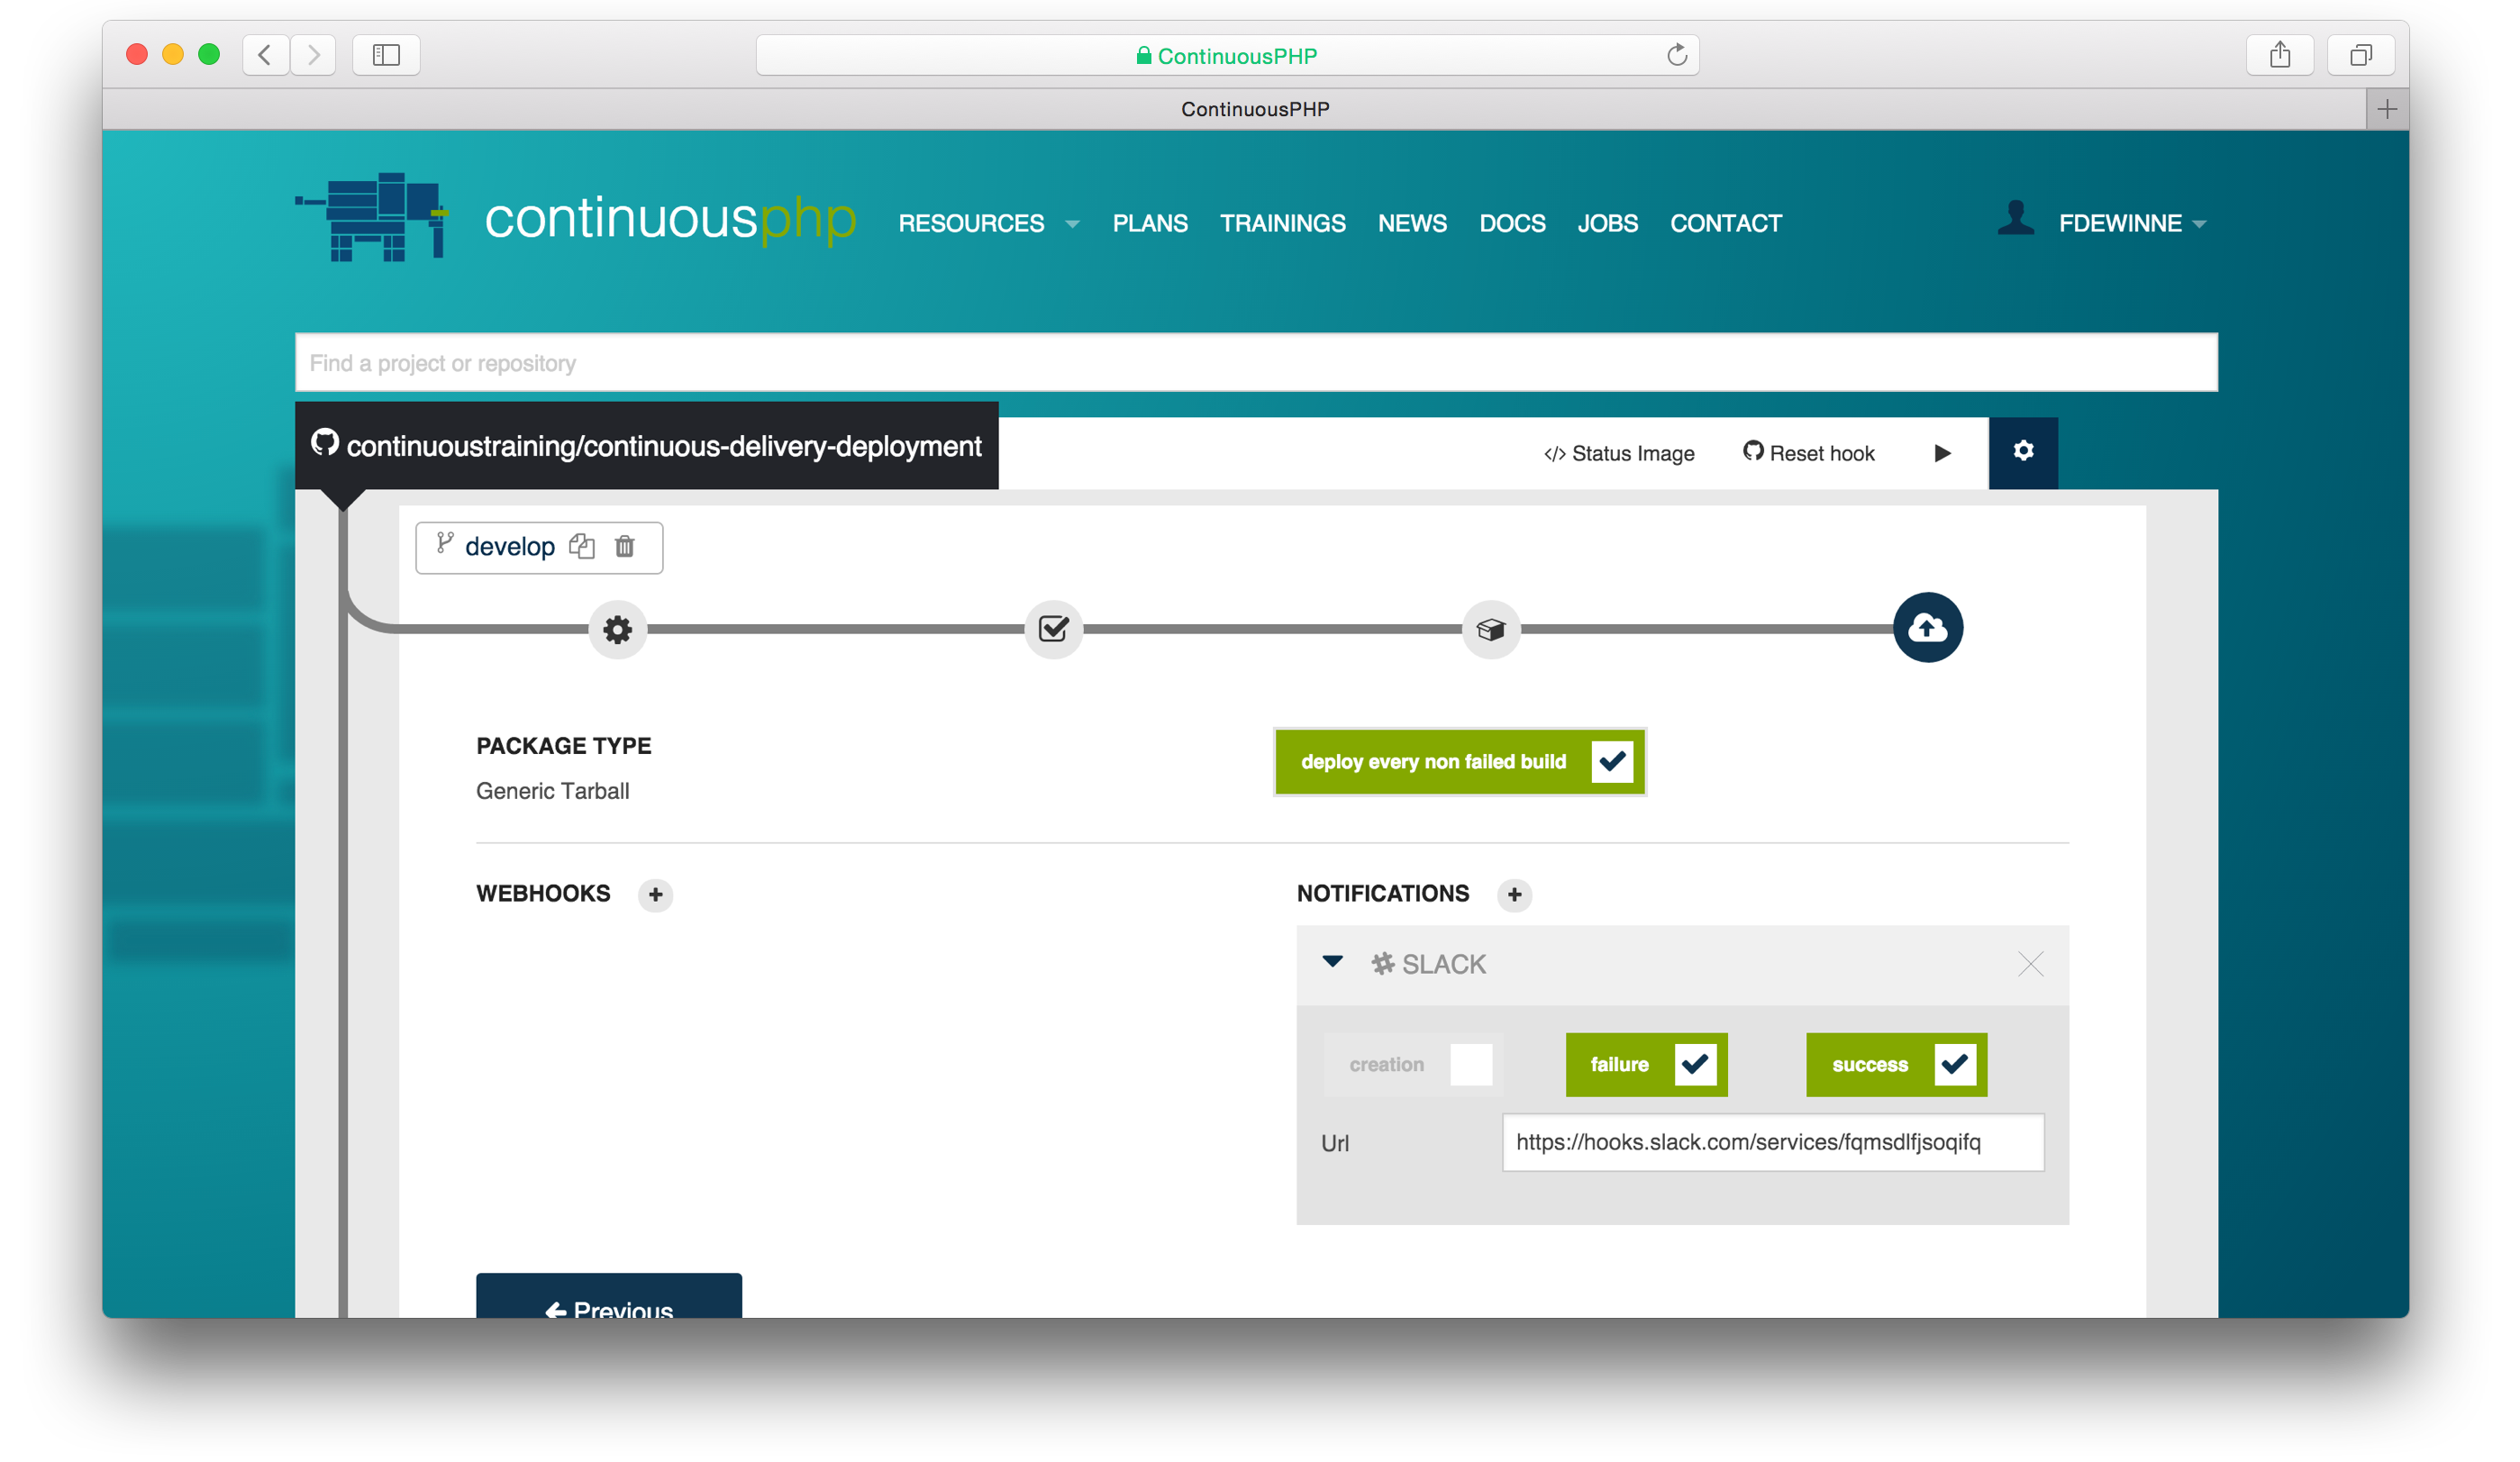 ContinuousPHP
ContinuousPHP
continuousphp RESOURCES PLANS TRAININGS NEWS DOCS JOBS CONTACT FDEWINNE
Find a project or repository
continuoustraining/continuous-delivery-deployment </> Status Image Reset hook
develop
PACKAGE TYPE
Generic Tarball
deploy every non failed build
WEBHOOKS +
NOTIFICATIONS +
SLACK
creation failure success
Url https://hooks.slack.com/services/fqmsdlfjsoqifq
Previous